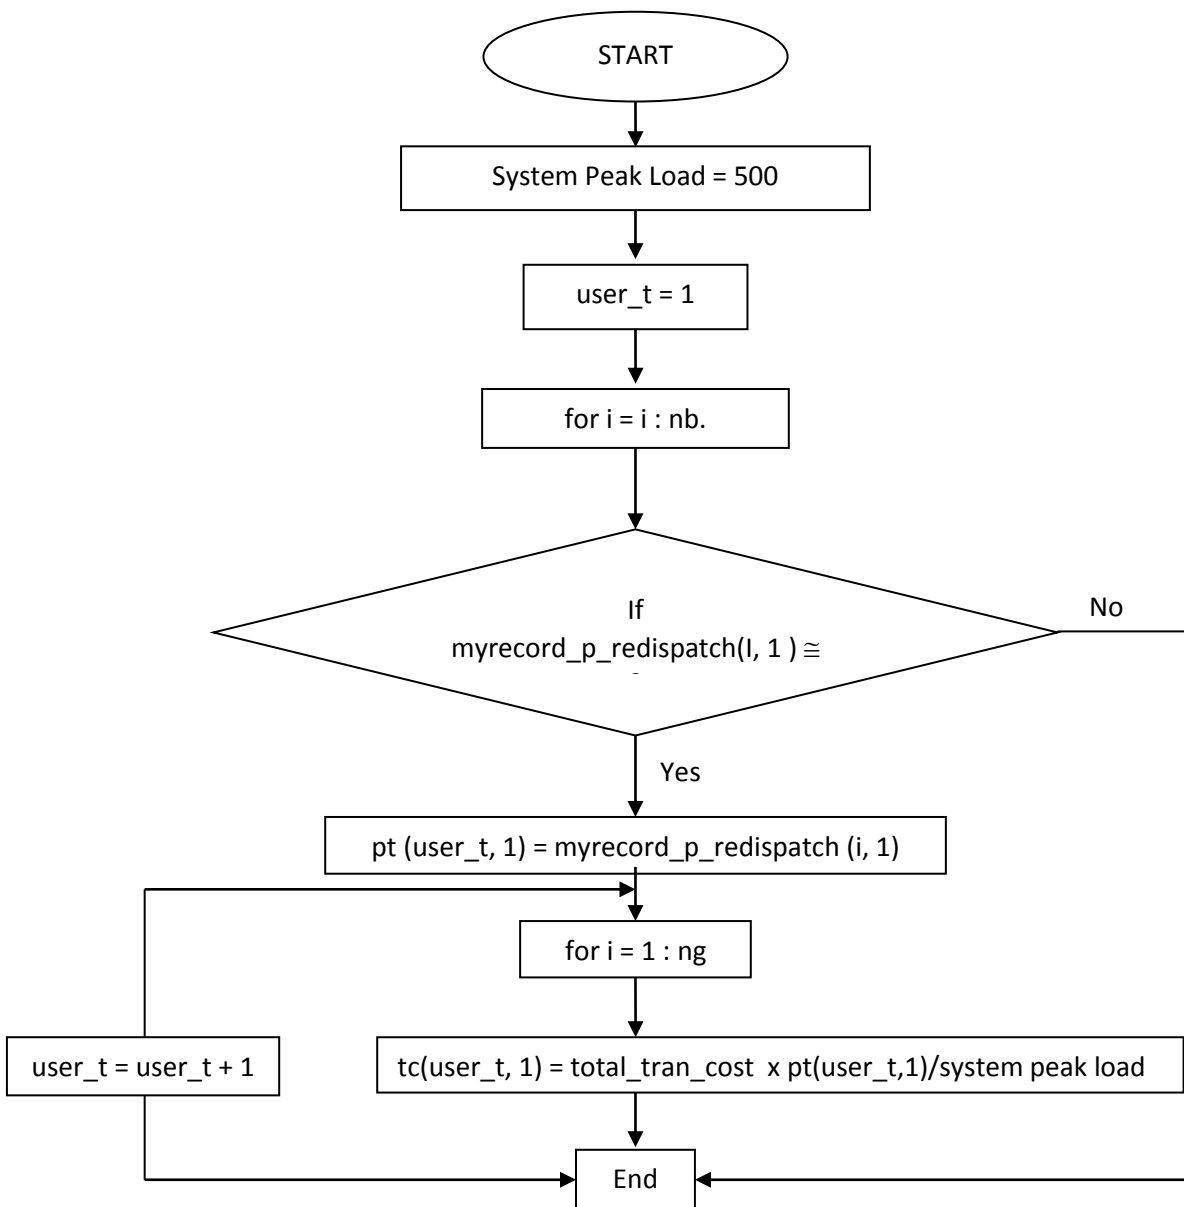 START
System Peak Load = 500
user_t = 1
for i = i : nb.
If
myrecord_p_redispatch(I, 1 ) ≅
No
Yes
pt (user_t, 1) = myrecord_p_redispatch (i, 1)
for i = 1 : ng
user_t = user_t + 1
tc(user_t, 1) = total_tran_cost x pt(user_t,1)/system peak load
End